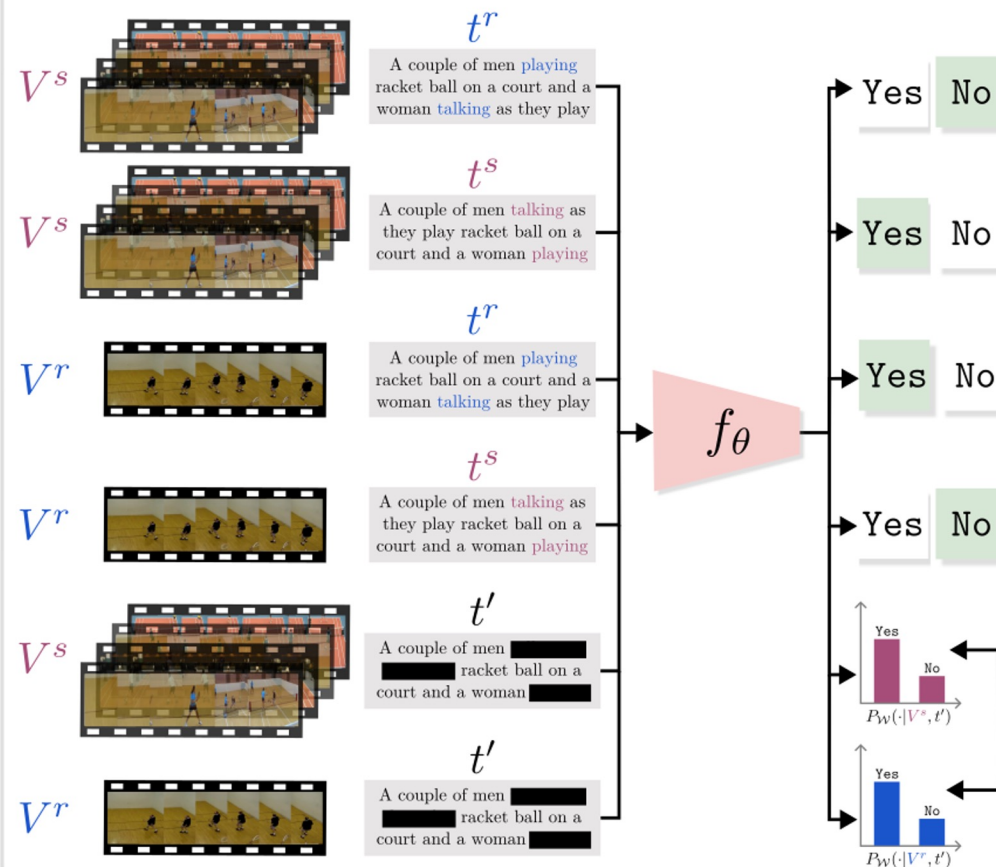 t^r
V^s
A couple of men playing
racket ball on a court and a
woman talking as they play
Yes No
t^s
V^s
A couple of men talking as
they play racket ball on a
court and a woman playing
Yes No
t^r
V^r
A couple of men playing
racket ball on a court and a
woman talking as they play
Yes No
f_θ
t^s
V^r
A couple of men talking as
they play racket ball on a
court and a woman playing
Yes No
t′
V^s
A couple of men
racket ball on a
court and a woman
Yes
No
P_W(·|V^s, t′)
t′
V^r
A couple of men
racket ball on a
court and a woman
Yes
No
P_W(·|V^r, t′)